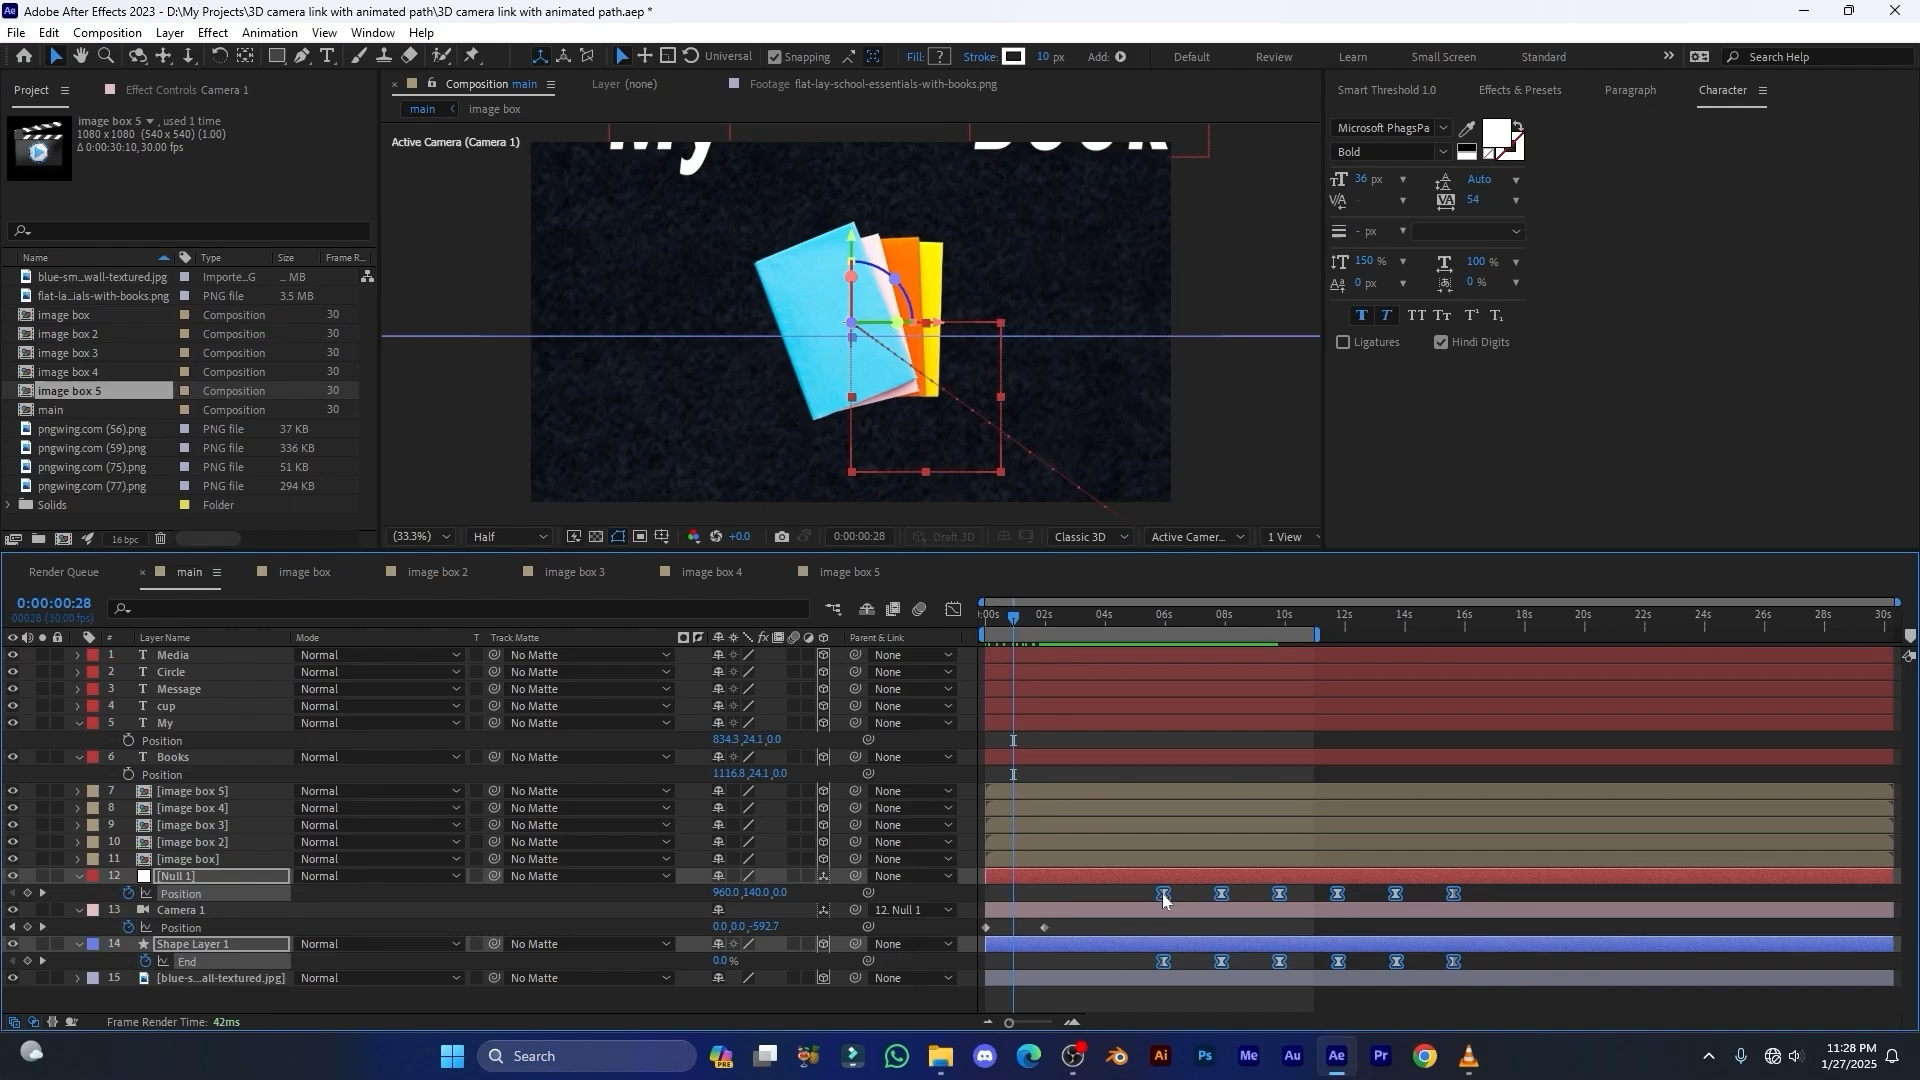 Adobe After Effects 2023 - D:\My Projects\3D camera link with animated path\3D camera link with animated path.aep *
File Edit Composition Layer Effect Animation View Window Help
Universal Snapping Fill: ? Stroke: 10 px Add: Default Review Learn Small Screen Standard Search Help
Project Effect Controls Camera 1
image box 5 , used 1 time
1080 x 1080 (540 x 540) (1.00)
Δ 0:00:30:10, 30.00 fps
Name Type Size Frame R...
blue-sm...wall-textured.jpg Importe...G ... MB
flat-la...ials-with-books.png PNG file 3.5 MB
image box Composition 30
image box 2 Composition 30
image box 3 Composition 30
image box 4 Composition 30
image box 5 Composition 30
main Composition 30
pngwing.com (56).png PNG file 37 KB
pngwing.com (59).png PNG file 336 KB
pngwing.com (75).png PNG file 51 KB
pngwing.com (77).png PNG file 294 KB
Solids Folder
16 bpc
Composition main Layer (none) Footage flat-lay-school-essentials-with-books.png
main image box
Active Camera (Camera 1)
My Book
(33.3%) Half +0.0 0:00:00:28 Draft 3D Classic 3D Active Camer... 1 View
Smart Threshold 1.0 Effects & Presets Paragraph Character
Microsoft PhagsPa
Bold
36 px Auto
- 54
- px
150 % 100 %
0 px 0 %
T T TT Tt T¹ T₁
Ligatures Hindi Digits
Render Queue main image box image box 2 image box 3 image box 4 image box 5
0:00:00:28
00028 (30.00 fps)
:00s 02s 04s 06s 08s 10s 12s 14s 16s 18s 20s 22s 24s 26s 28s 30s
# Layer Name Mode T Track Matte fx Parent & Link
1 T Media Normal No Matte None
2 T Circle Normal No Matte None
3 T Message Normal No Matte None
4 T cup Normal No Matte None
5 T My Normal No Matte None
Position 834.3,24.1,0.0
6 T Books Normal No Matte None
Position 1116.8,24.1,0.0
7 [image box 5] Normal No Matte None
8 [image box 4] Normal No Matte None
9 [image box 3] Normal No Matte None
10 [image box 2] Normal No Matte None
11 [image box] Normal No Matte None
12 [Null 1] Normal No Matte None
Position 960.0,140.0,0.0
13 Camera 1 12. Null 1
Position 0.0,0.0,-592.7
14 Shape Layer 1 Normal No Matte None
End 0.0 %
15 [blue-s...all-textured.jpg] Normal No Matte None
Frame Render Time: 42ms
Search PRE Ai Ps Me Au Ae Pr
11:28 PM
1/27/2025